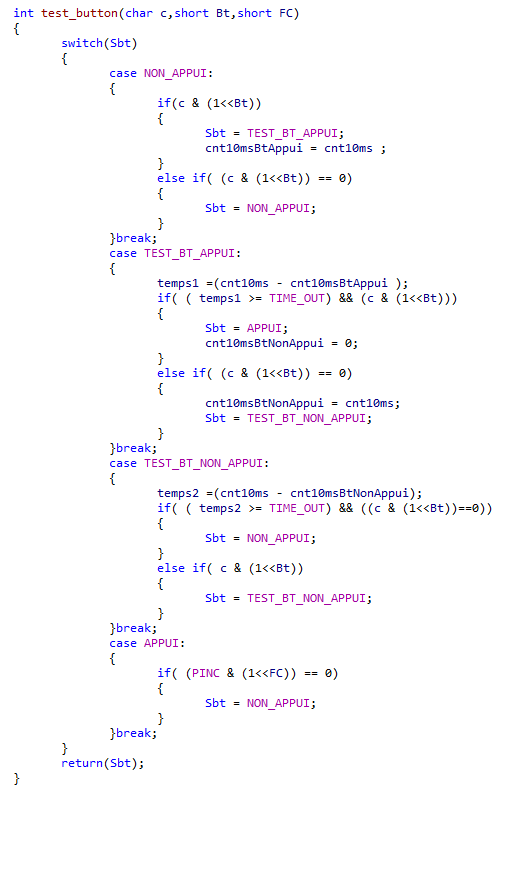 int test_button(char c,short Bt,short FC)
{
switch(Sbt)
{
case NON_APPUI:
{
if(c & (1<<Bt))
{
Sbt = TEST_BT_APPUI;
cnt10msBtAppui = cnt10ms ;
}
else if( (c & (1<<Bt)) == 0)
{
Sbt = NON_APPUI;
}
}break;
case TEST_BT_APPUI:
{
temps1 =(cnt10ms - cnt10msBtAppui );
if( ( temps1 >= TIME_OUT) && (c & (1<<Bt)))
{
Sbt = APPUI;
cnt10msBtNonAppui = 0;
}
else if( (c & (1<<Bt)) == 0)
{
cnt10msBtNonAppui = cnt10ms;
Sbt = TEST_BT_NON_APPUI;
}
}break;
case TEST_BT_NON_APPUI:
{
temps2 =(cnt10ms - cnt10msBtNonAppui);
if( ( temps2 >= TIME_OUT) && ((c & (1<<Bt))==0))
{
Sbt = NON_APPUI;
}
else if( c & (1<<Bt))
{
Sbt = TEST_BT_NON_APPUI;
}
}break;
case APPUI:
{
if( (PINC & (1<<FC)) == 0)
{
Sbt = NON_APPUI;
}
}break;
}
return(Sbt);
}